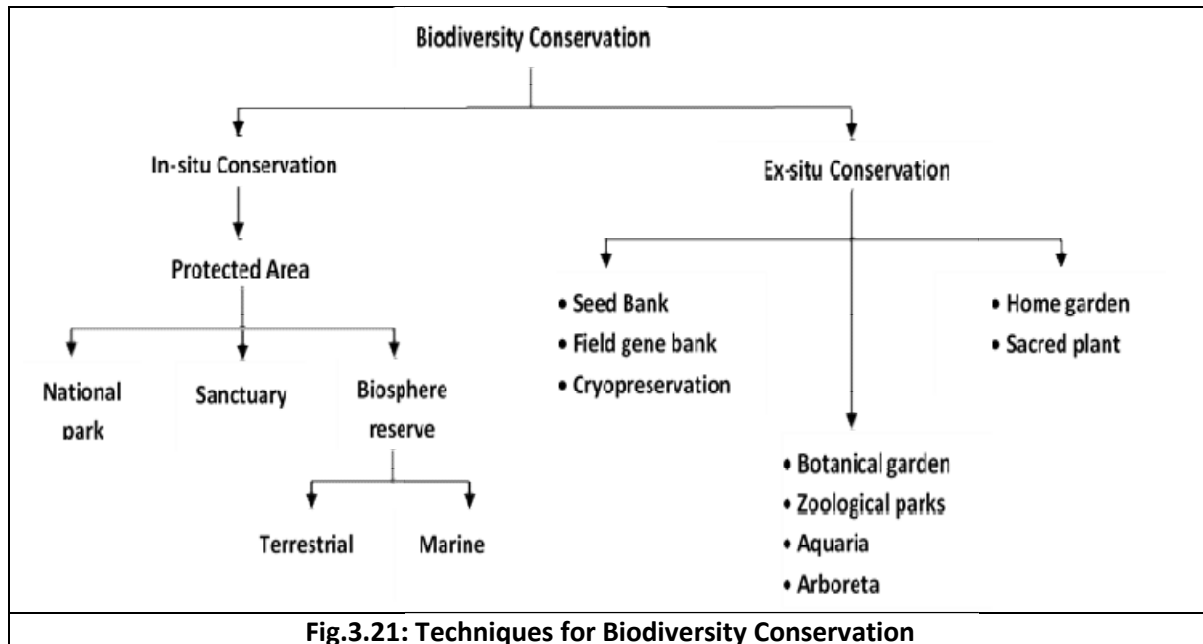 Biodiversity Conservation
In-situ Conservation
Ex-situ Conservation
Protected Area
• Seed Bank
• Field gene bank
• Cryopreservation
• Home garden
• Sacred plant
National
park
Sanctuary
Biosphere
reserve
• Botanical garden
• Zoological parks
• Aquaria
• Arboreta
Terrestrial
Marine
Fig.3.21: Techniques for Biodiversity Conservation